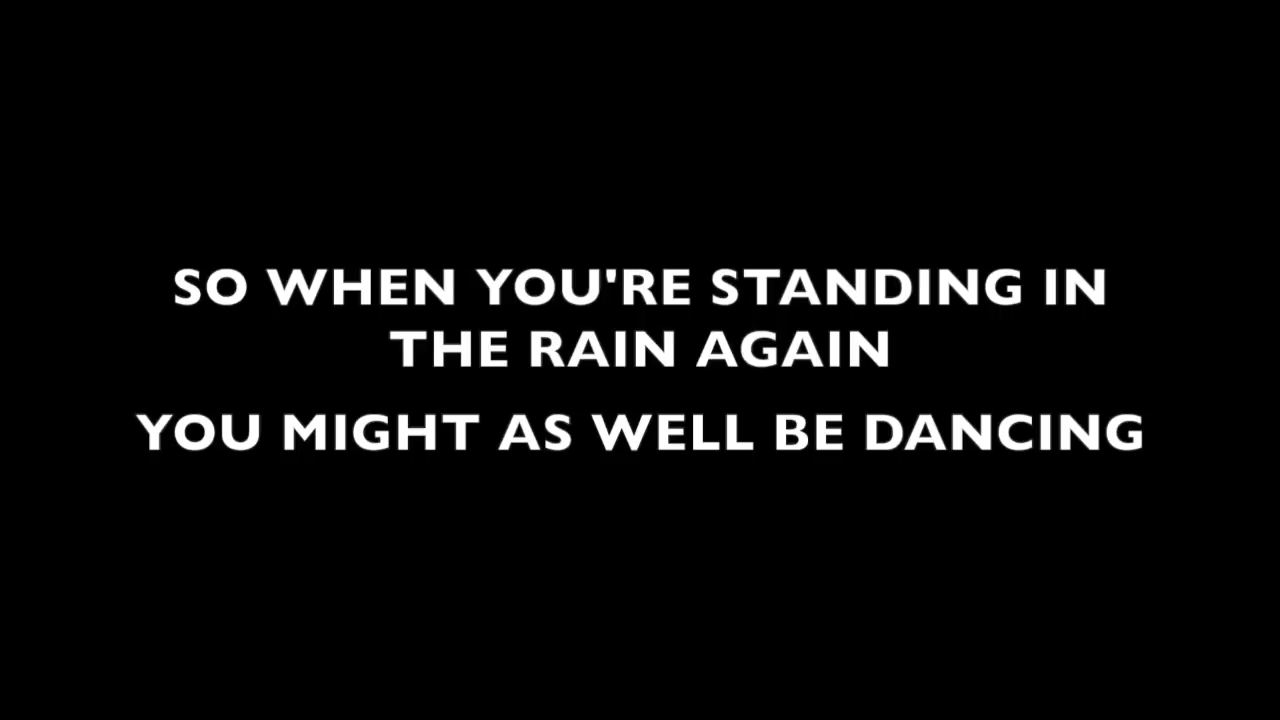 SO WHEN YOU'RE STANDING IN
THE RAIN AGAIN
YOU MIGHT AS WELL BE DANCING